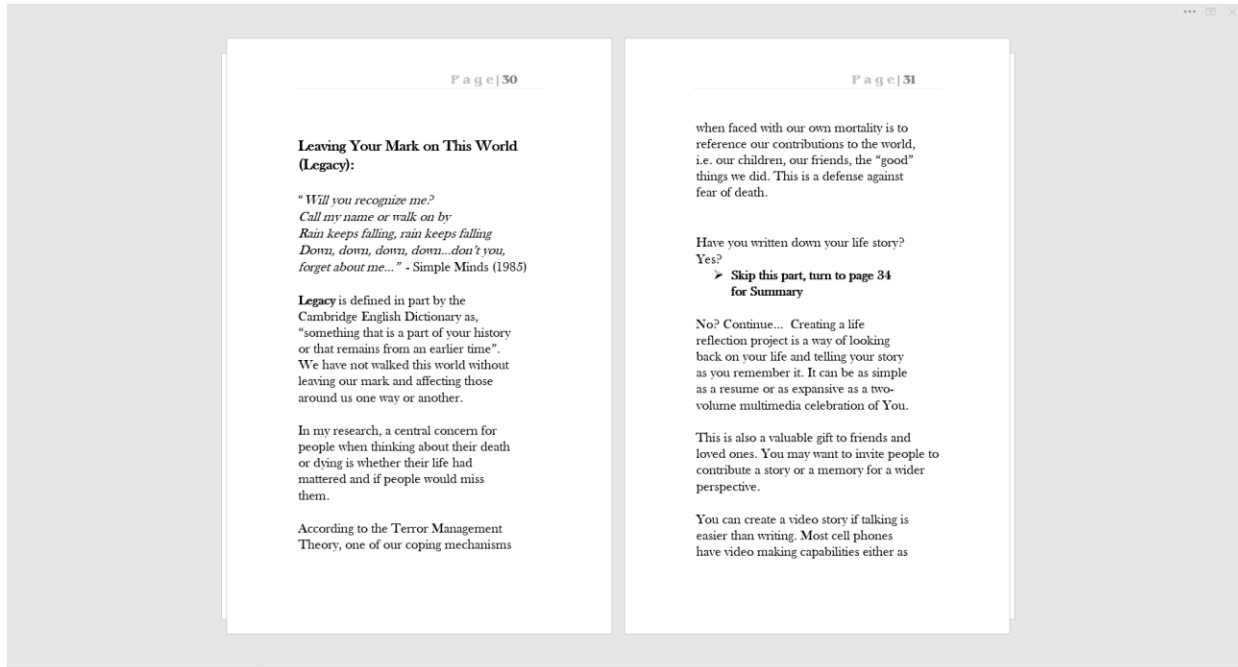 P a g e | 30
Leaving Your Mark on This World
(Legacy):
“Will you recognize me?
Call my name or walk on by
Rain keeps falling, rain keeps falling
Down, down, down, down...don’t you,
forget about me...” - Simple Minds (1985)
Legacy is defined in part by the
Cambridge English Dictionary as,
“something that is a part of your history
or that remains from an earlier time”.
We have not walked this world without
leaving our mark and affecting those
around us one way or another.
In my research, a central concern for
people when thinking about their death
or dying is whether their life had
mattered and if people would miss
them.
According to the Terror Management
Theory, one of our coping mechanisms
P a g e | 31
when faced with our own mortality is to
reference our contributions to the world,
i.e. our children, our friends, the “good”
things we did. This is a defense against
fear of death.
Have you written down your life story?
Yes?
➤ Skip this part, turn to page 34
for Summary
No? Continue... Creating a life
reflection project is a way of looking
back on your life and telling your story
as you remember it. It can be as simple
as a resume or as expansive as a two-
volume multimedia celebration of You.
This is also a valuable gift to friends and
loved ones. You may want to invite people to
contribute a story or a memory for a wider
perspective.
You can create a video story if talking is
easier than writing. Most cell phones
have video making capabilities either as